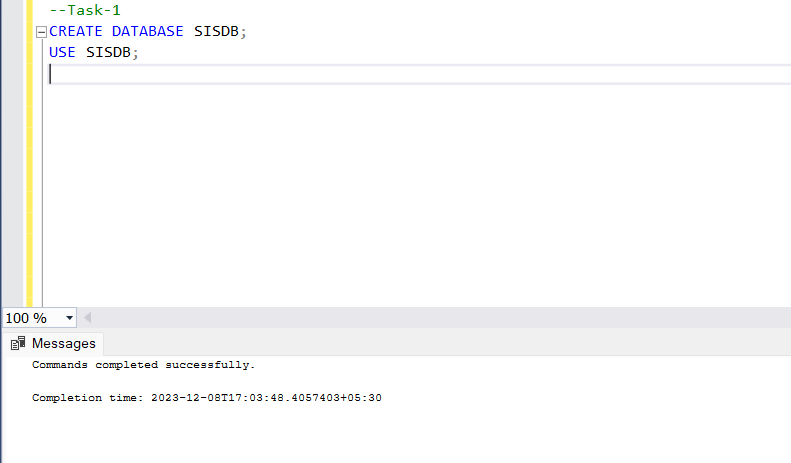 --Task-1
CREATE DATABASE SISDB;
USE SISDB;
100 %
Messages
Commands completed successfully.
Completion time: 2023-12-08T17:03:48.4057403+05:30